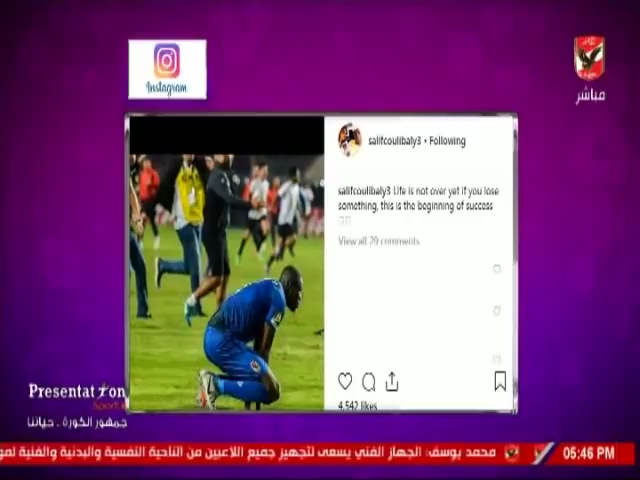 Instagram
مباشر
salifcoulibaly3 • Following
salifcoulibaly3 Life is not over yet if you lose
something, this is the beginning of success
View all 29 comments
4,542 likes
Presentation
Sports
جمهور الكورة .. حياتنا
محمد يوسف: الجهاز الفني يسعى لتجهيز جميع اللاعبين من الناحية النفسية والبدنية والفنية
05:46 PM